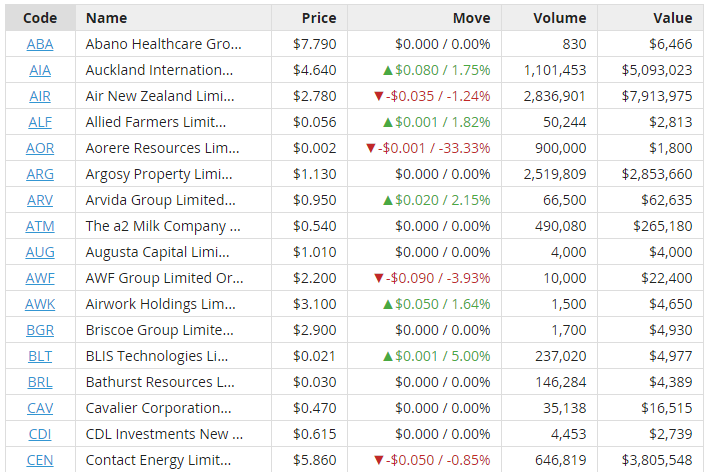 Code Name Price Move Volume Value
ABA Abano Healthcare Gro... $7.790 $0.000 / 0.00% 830 $6,466
AIA Auckland Internation... $4.640 ▲$0.080 / 1.75% 1,101,453 $5,093,023
AIR Air New Zealand Limi... $2.780 ▼-$0.035 / -1.24% 2,836,901 $7,913,975
ALF Allied Farmers Limit... $0.056 ▲$0.001 / 1.82% 50,244 $2,813
AOR Aorere Resources Lim... $0.002 ▼-$0.001 / -33.33% 900,000 $1,800
ARG Argosy Property Limi... $1.130 $0.000 / 0.00% 2,519,809 $2,853,660
ARV Arvida Group Limited... $0.950 ▲$0.020 / 2.15% 66,500 $62,635
ATM The a2 Milk Company ... $0.540 $0.000 / 0.00% 490,080 $265,180
AUG Augusta Capital Limi... $1.010 $0.000 / 0.00% 4,000 $4,000
AWF AWF Group Limited Or... $2.200 ▼-$0.090 / -3.93% 10,000 $22,400
AWK Airwork Holdings Lim... $3.100 ▲$0.050 / 1.64% 1,500 $4,650
BGR Briscoe Group Limite... $2.900 $0.000 / 0.00% 1,700 $4,930
BLT BLIS Technologies Li... $0.021 ▲$0.001 / 5.00% 237,020 $4,977
BRL Bathurst Resources L... $0.030 $0.000 / 0.00% 146,284 $4,389
CAV Cavalier Corporation... $0.470 $0.000 / 0.00% 35,138 $16,515
CDI CDL Investments New ... $0.615 $0.000 / 0.00% 4,453 $2,739
CEN Contact Energy Limit... $5.860 ▼-$0.050 / -0.85% 646,819 $3,805,548